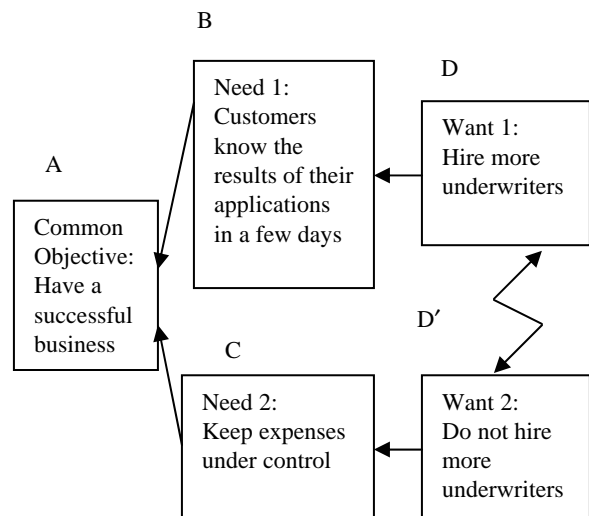 B
Need 1:
Customers
know the
results of their
applications
in a few days
D
Want 1:
Hire more
underwriters
A
Common
Objective:
Have a
successful
business
C
Need 2:
Keep expenses
under control
D′
Want 2:
Do not hire
more
underwriters